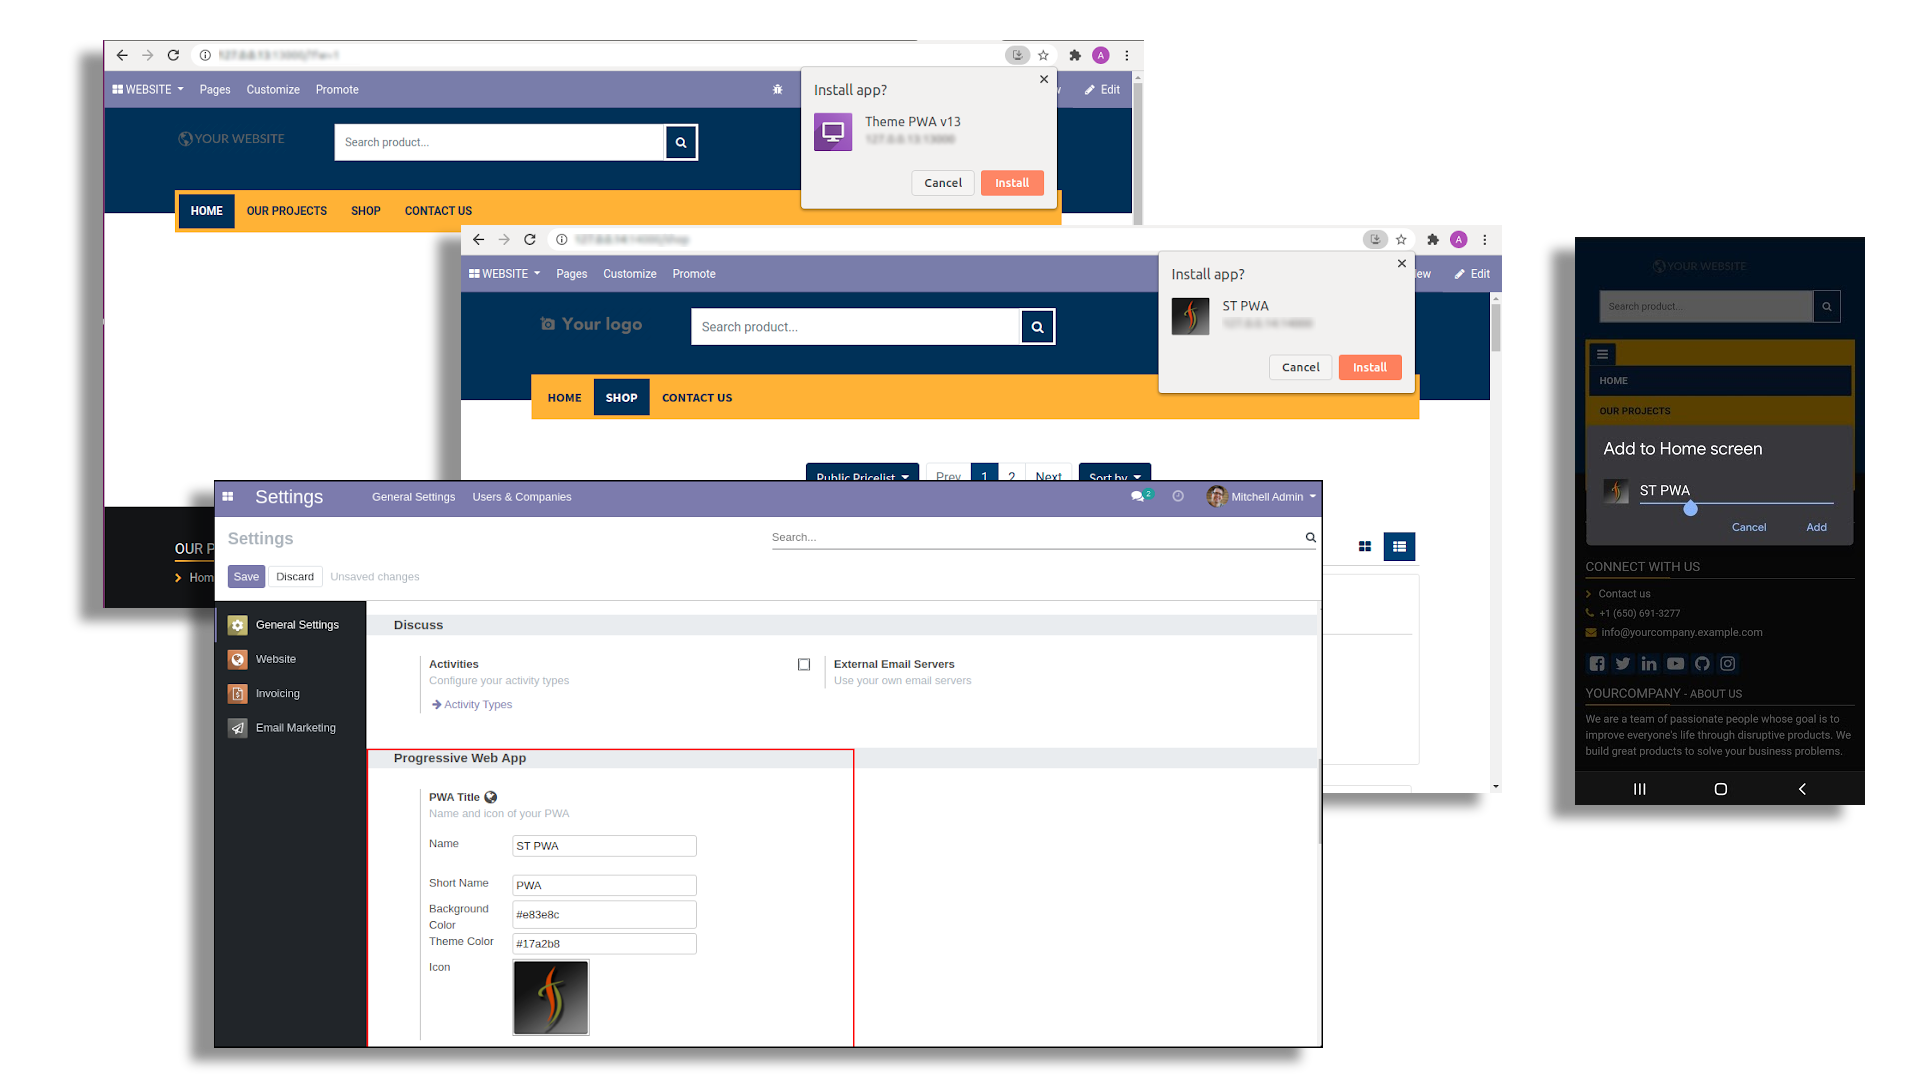 WEBSITE Pages Customize Promote
Edit
YOUR WEBSITE
Search product...
HOME OUR PROJECTS SHOP CONTACT US
Install app?
Theme PWA v13
Cancel Install
A
WEBSITE Pages Customize Promote
Edit
Your logo
Search product...
HOME SHOP CONTACT US
Public Pricelist Prev 1 2 Next Sort by
Install app?
ST PWA
Cancel Install
A
Settings General Settings Users & Companies
2 Mitchell Admin
Settings
Search...
Save Discard Unsaved changes
General Settings
Website
Invoicing
Email Marketing
Discuss
Activities
Configure your activity types
Activity Types
External Email Servers
Use your own email servers
Progressive Web App
PWA Title
Name and icon of your PWA
Name ST PWA
Short Name PWA
Background
Color
#e83e8c
Theme Color #17a2b8
Icon
YOUR WEBSITE
Search product...
HOME
OUR PROJECTS
Add to Home screen
ST PWA
Cancel Add
CONNECT WITH US
Contact us
+1 (650) 691-3277
info@yourcompany.example.com
YOURCOMPANY - ABOUT US
We are a team of passionate people whose goal is to
improve everyone's life through disruptive products. We
build great products to solve your business problems.